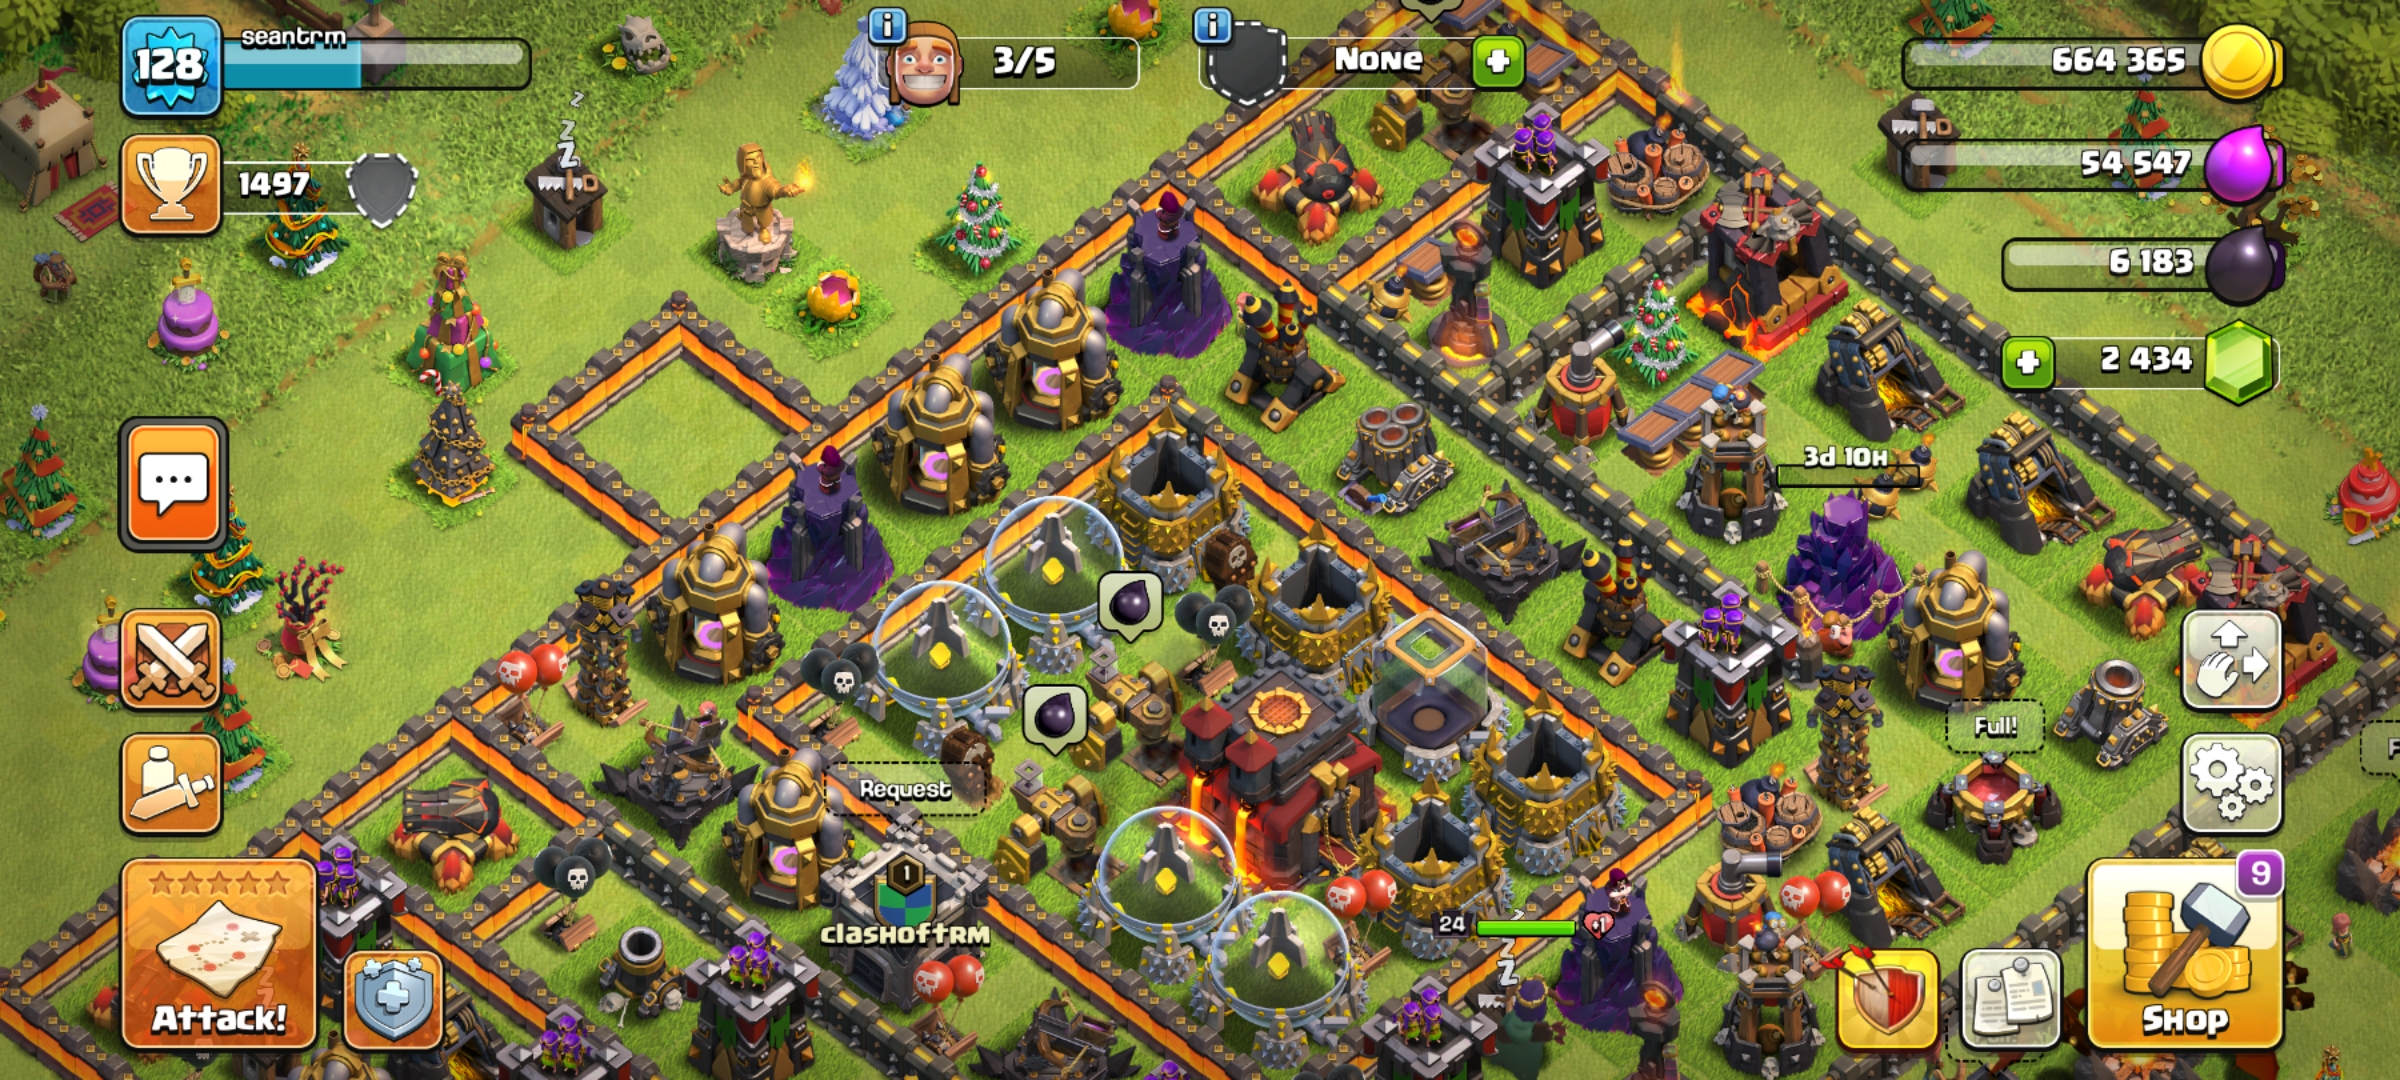 128
seantrm
3/5
None
664 365
1497
54 547
6 183
2 434
3d 10h
Full!
Request
1
clashoftrm
24
+1
9
Attack!
Shop